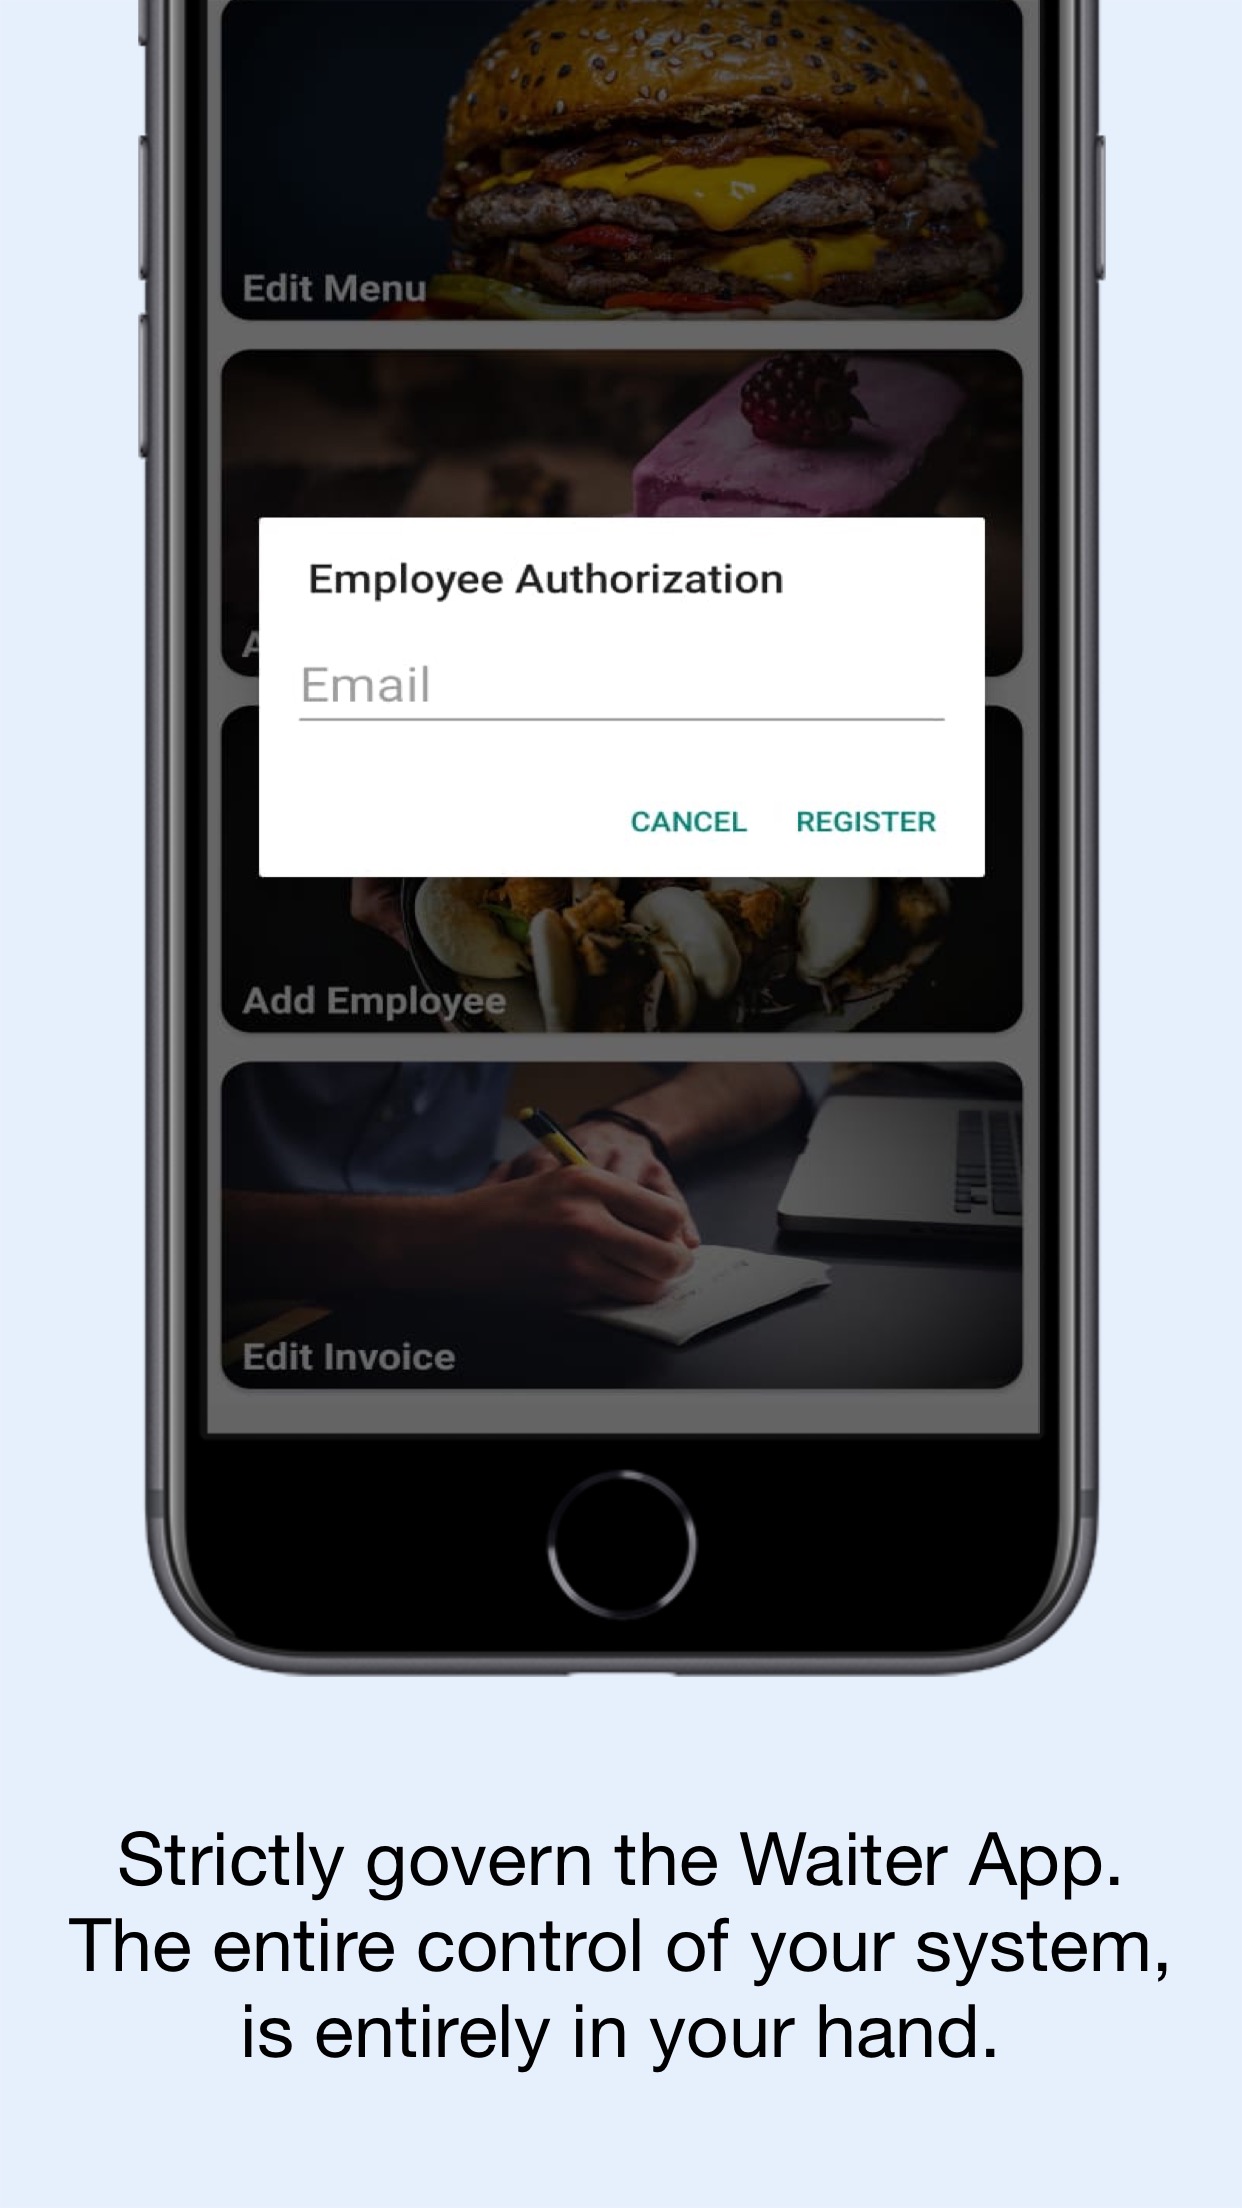 Edit Menu
Employee Authorization
Email
CANCEL REGISTER
Add Employee
Edit Invoice
Strictly govern the Waiter App.
The entire control of your system,
is entirely in your hand.